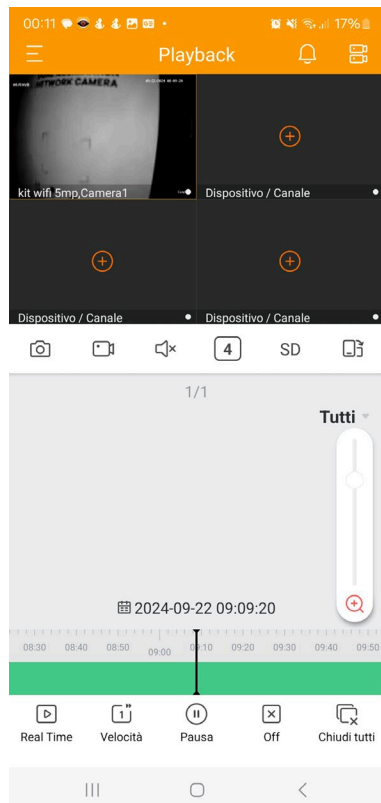 00:11 17%
Playback
NETWORK CAMERA
kit wifi 5mp,Camera1
Dispositivo / Canale
Dispositivo / Canale
Dispositivo / Canale
4 SD
1/1
Tutti
2024-09-22 09:09:20
08:30 08:40 08:50 09:00 09:10 09:20 09:30 09:40 09:50
1
Real Time Velocità Pausa Off Chiudi tutti